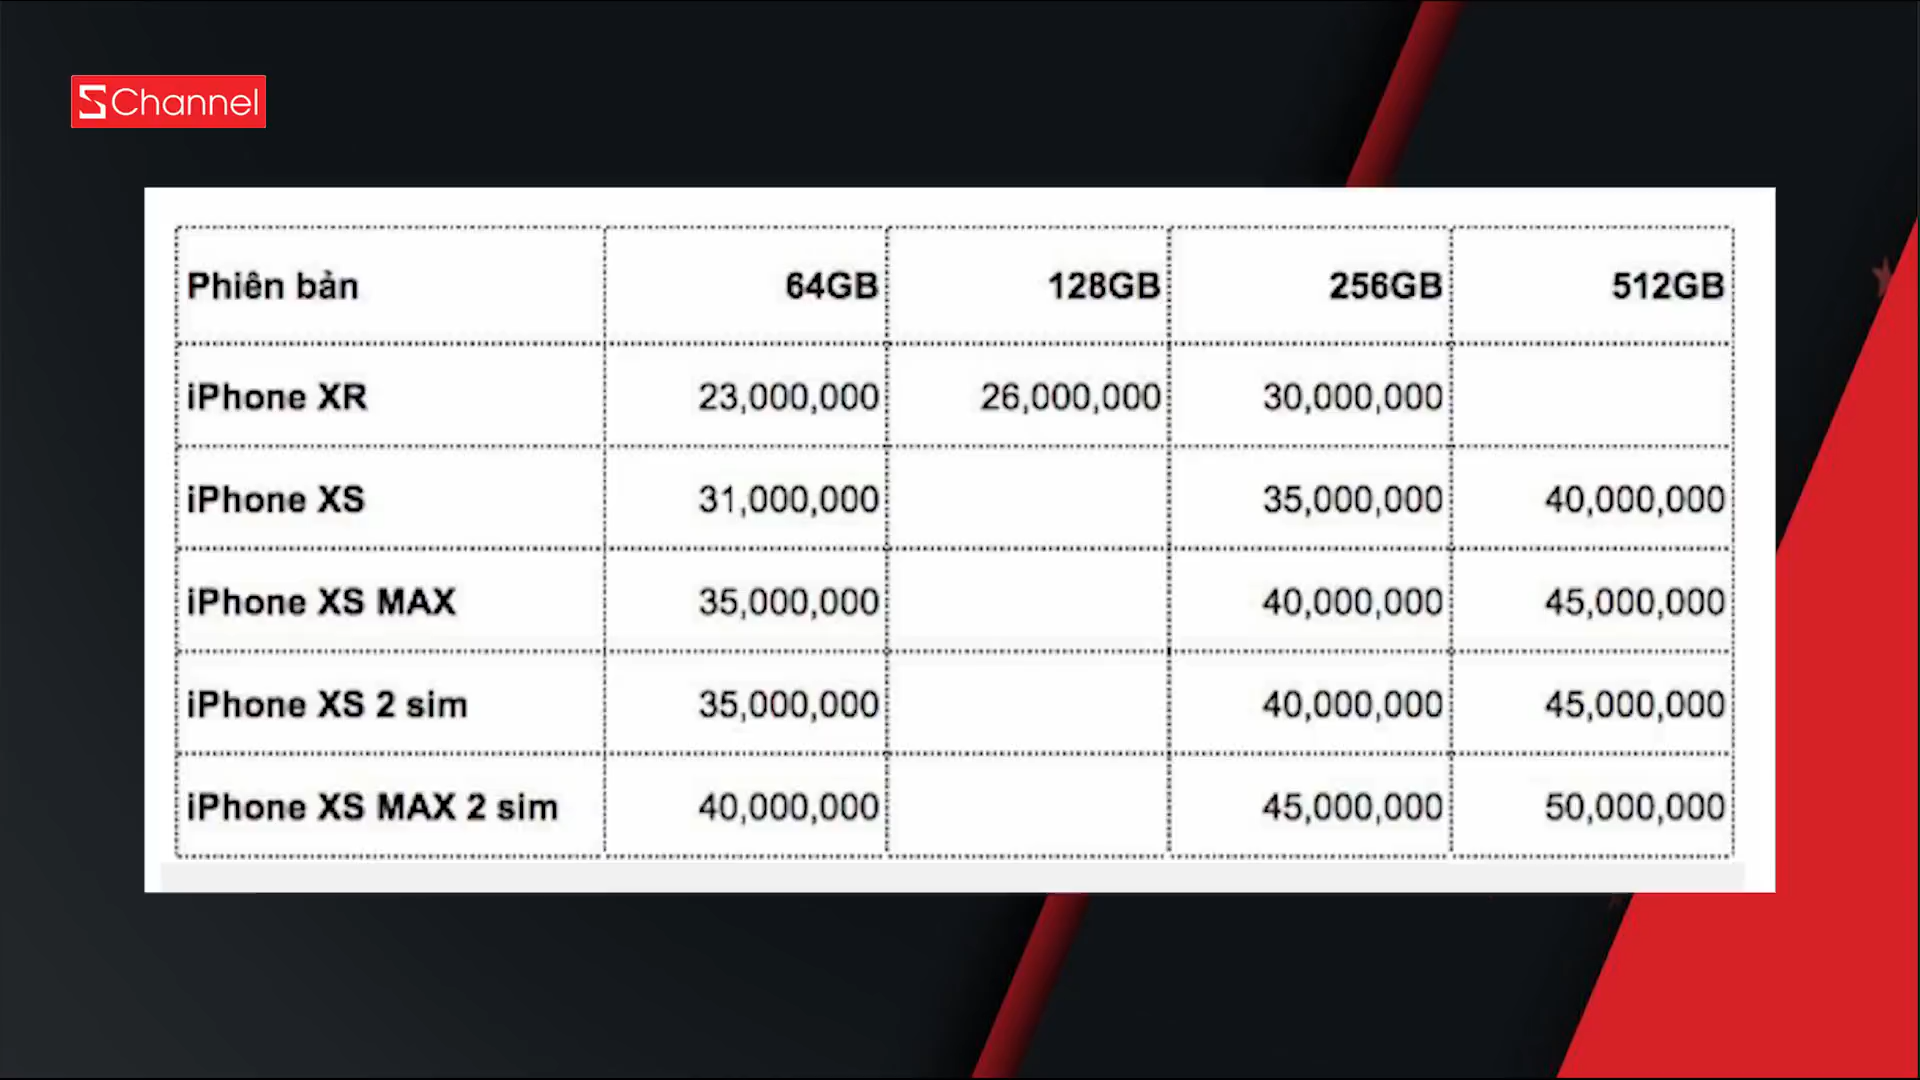 SChannel
Phiên bản 64GB 128GB 256GB 512GB
iPhone XR 23,000,000 26,000,000 30,000,000
iPhone XS 31,000,000 35,000,000 40,000,000
iPhone XS MAX 35,000,000 40,000,000 45,000,000
iPhone XS 2 sim 35,000,000 40,000,000 45,000,000
iPhone XS MAX 2 sim 40,000,000 45,000,000 50,000,000